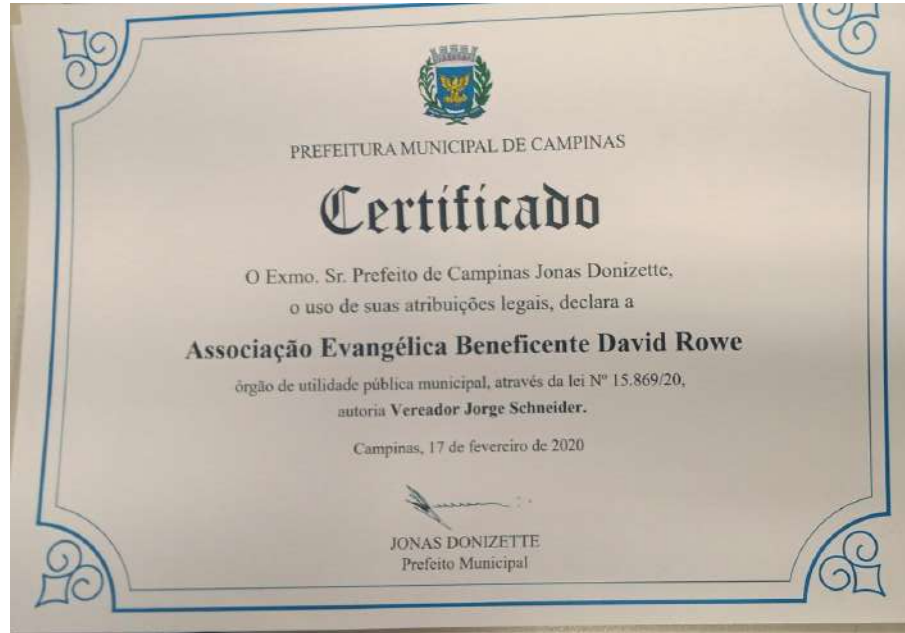 PREFEITURA MUNICIPAL DE CAMPINAS
Certificado
O Exmo. Sr. Prefeito de Campinas Jonas Donizette,
o uso de suas atribuições legais, declara a
Associação Evangélica Beneficente David Rowe
órgão de utilidade pública municipal, através da lei Nº 15.869/20,
autoria Vereador Jorge Schneider.
Campinas, 17 de fevereiro de 2020
JONAS DONIZETTE
Prefeito Municipal